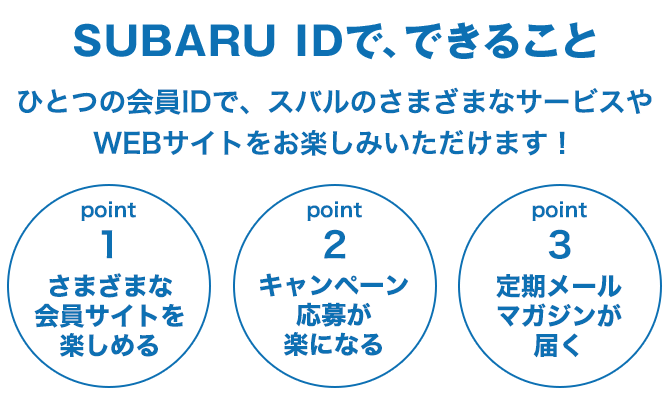 SUBARU IDで、できること
ひとつの会員IDで、スバルのさまざまなサービスや
WEBサイトをお楽しみいただけます！
point
1
さまざまな
会員サイトを
楽しめる
point
2
キャンペーン
応募が
楽になる
point
3
定期メール
マガジンが
届く